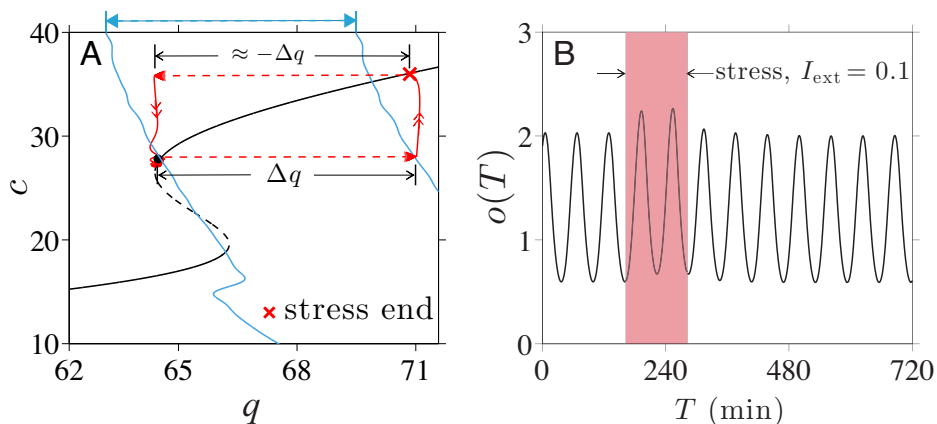 A
≈ −Δq
40
30
20
10
c
Δq
× stress end
62
65
68
71
q
B
stress, I_ext = 0.1
3
2
1
0
o(T)
0
240
480
720
T (min)